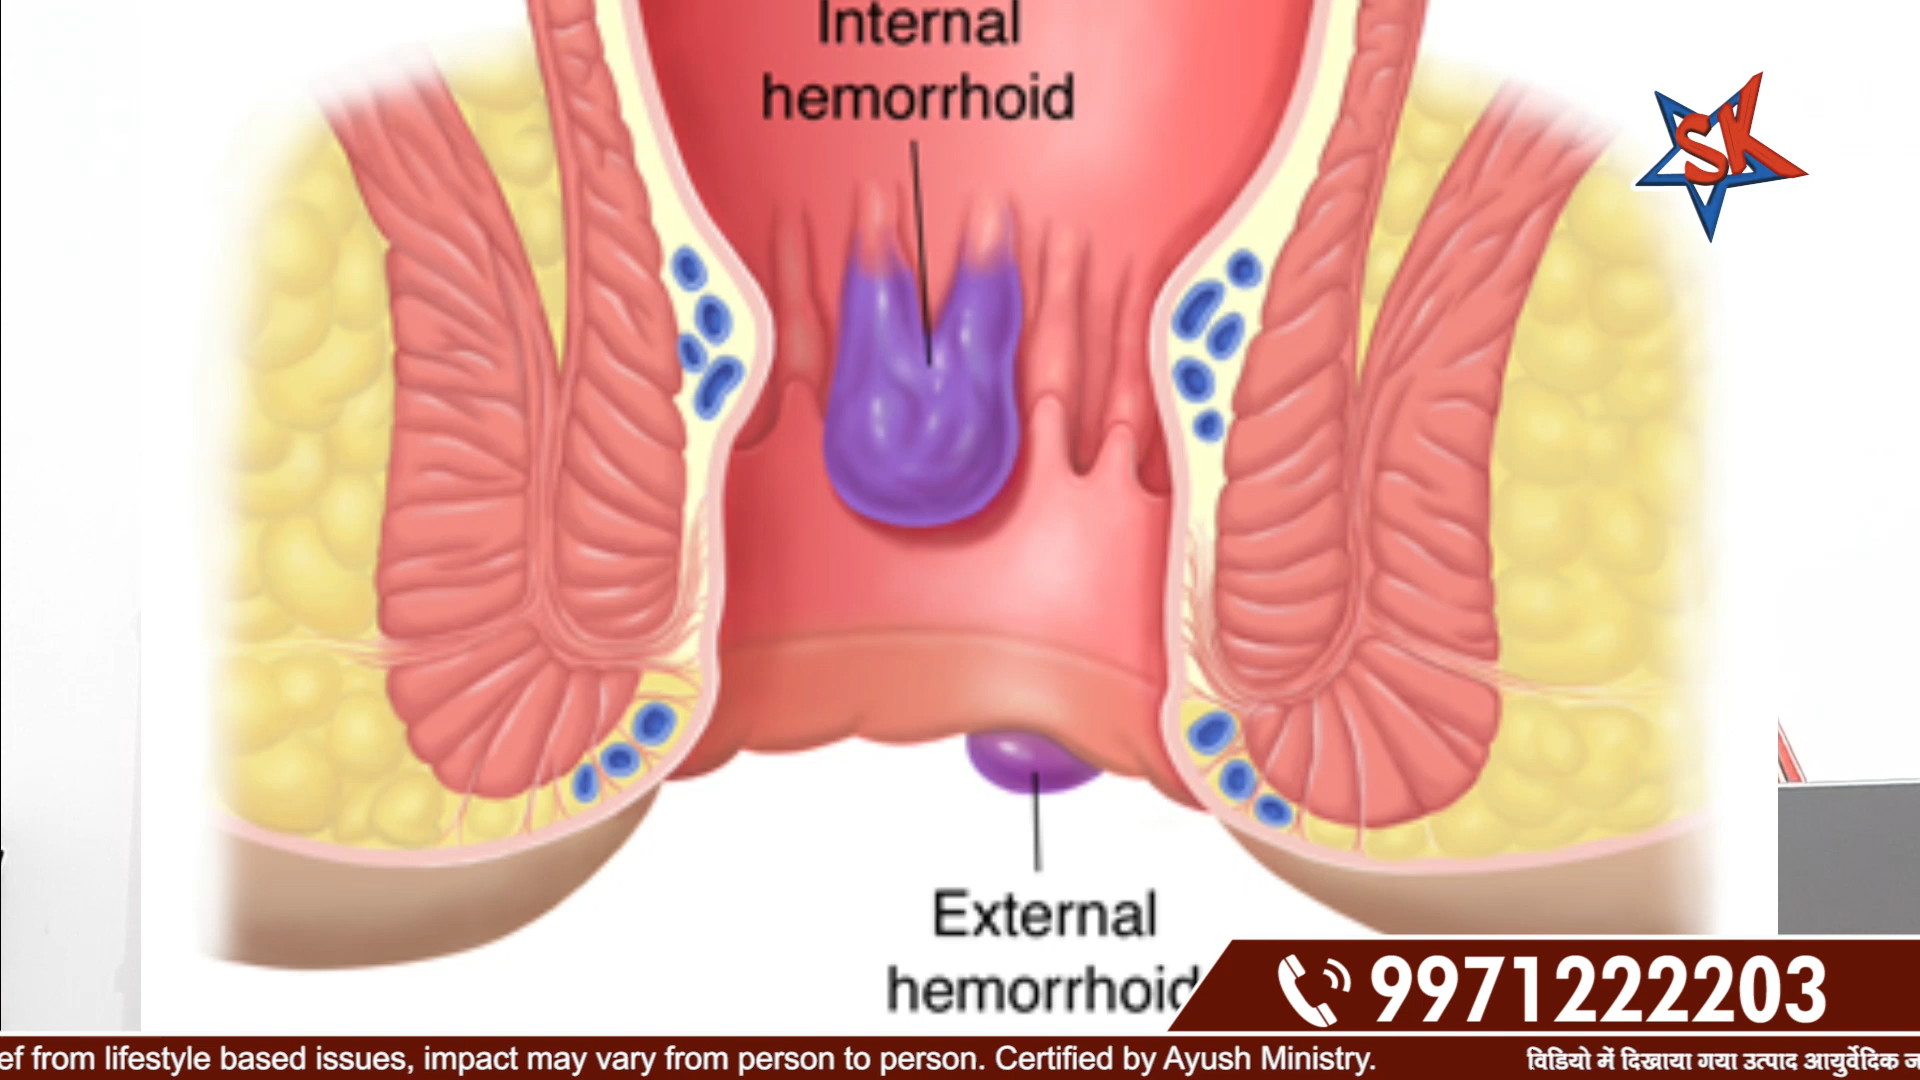 Internal
hemorrhoid
SK
External
hemorrhoid
9971222203
ef from lifestyle based issues, impact may vary from person to person. Certified by Ayush Ministry.
विडियो में दिखाया गया उत्पाद आयुर्वेदिक ज